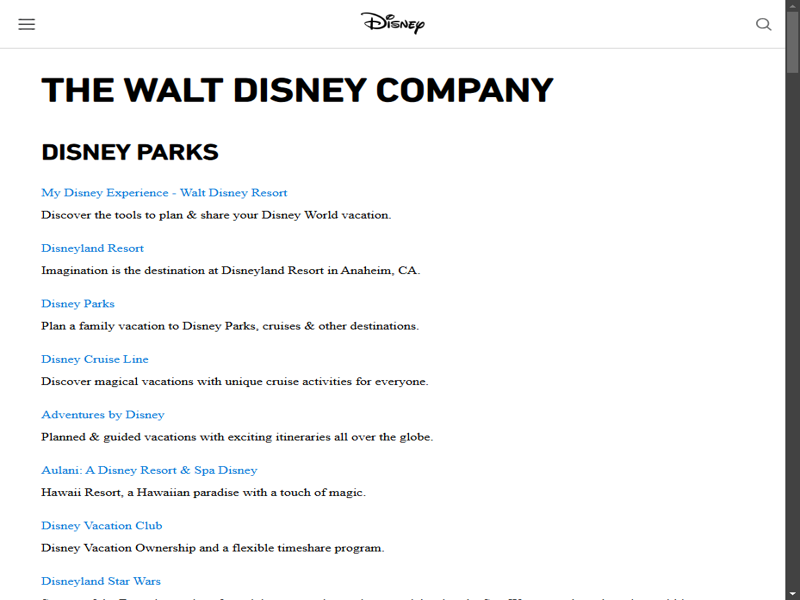 Disney
THE WALT DISNEY COMPANY
DISNEY PARKS
My Disney Experience - Walt Disney Resort
Discover the tools to plan & share your Disney World vacation.
Disneyland Resort
Imagination is the destination at Disneyland Resort in Anaheim, CA.
Disney Parks
Plan a family vacation to Disney Parks, cruises & other destinations.
Disney Cruise Line
Discover magical vacations with unique cruise activities for everyone.
Adventures by Disney
Planned & guided vacations with exciting itineraries all over the globe.
Aulani: A Disney Resort & Spa Disney
Hawaii Resort, a Hawaiian paradise with a touch of magic.
Disney Vacation Club
Disney Vacation Ownership and a flexible timeshare program.
Disneyland Star Wars